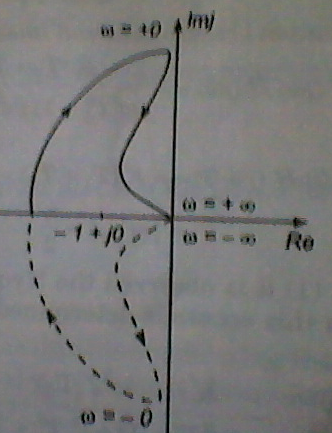 ω = +0
Imj
ω = + ∞
- 1 + j0
ω = - ∞
Re
ω = - 0